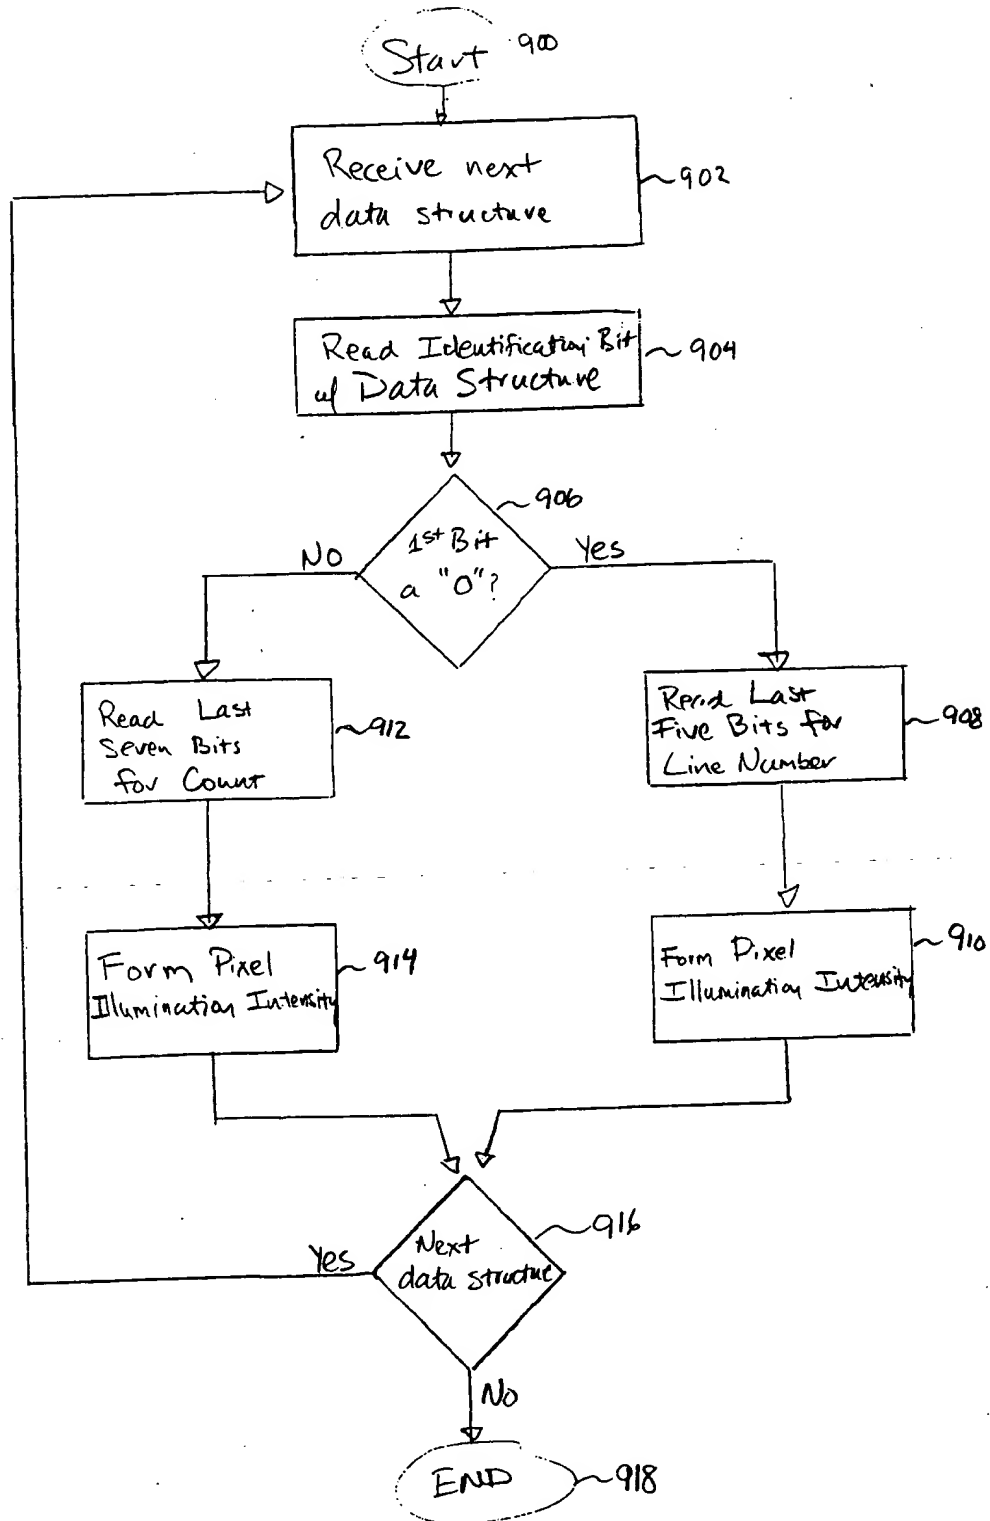 Start 900
Receive next
data structure
902
Read Identification Bit
w/ Data Structure
904
906
1st Bit
a "0"?
No
Yes
Read Last
Seven Bits
for Count
912
Read Last
Five Bits for
Line Number
908
Form Pixel
Illumination Intensity
914
Form Pixel
Illumination Intensity
910
Next
data structure
916
Yes
No
END
918